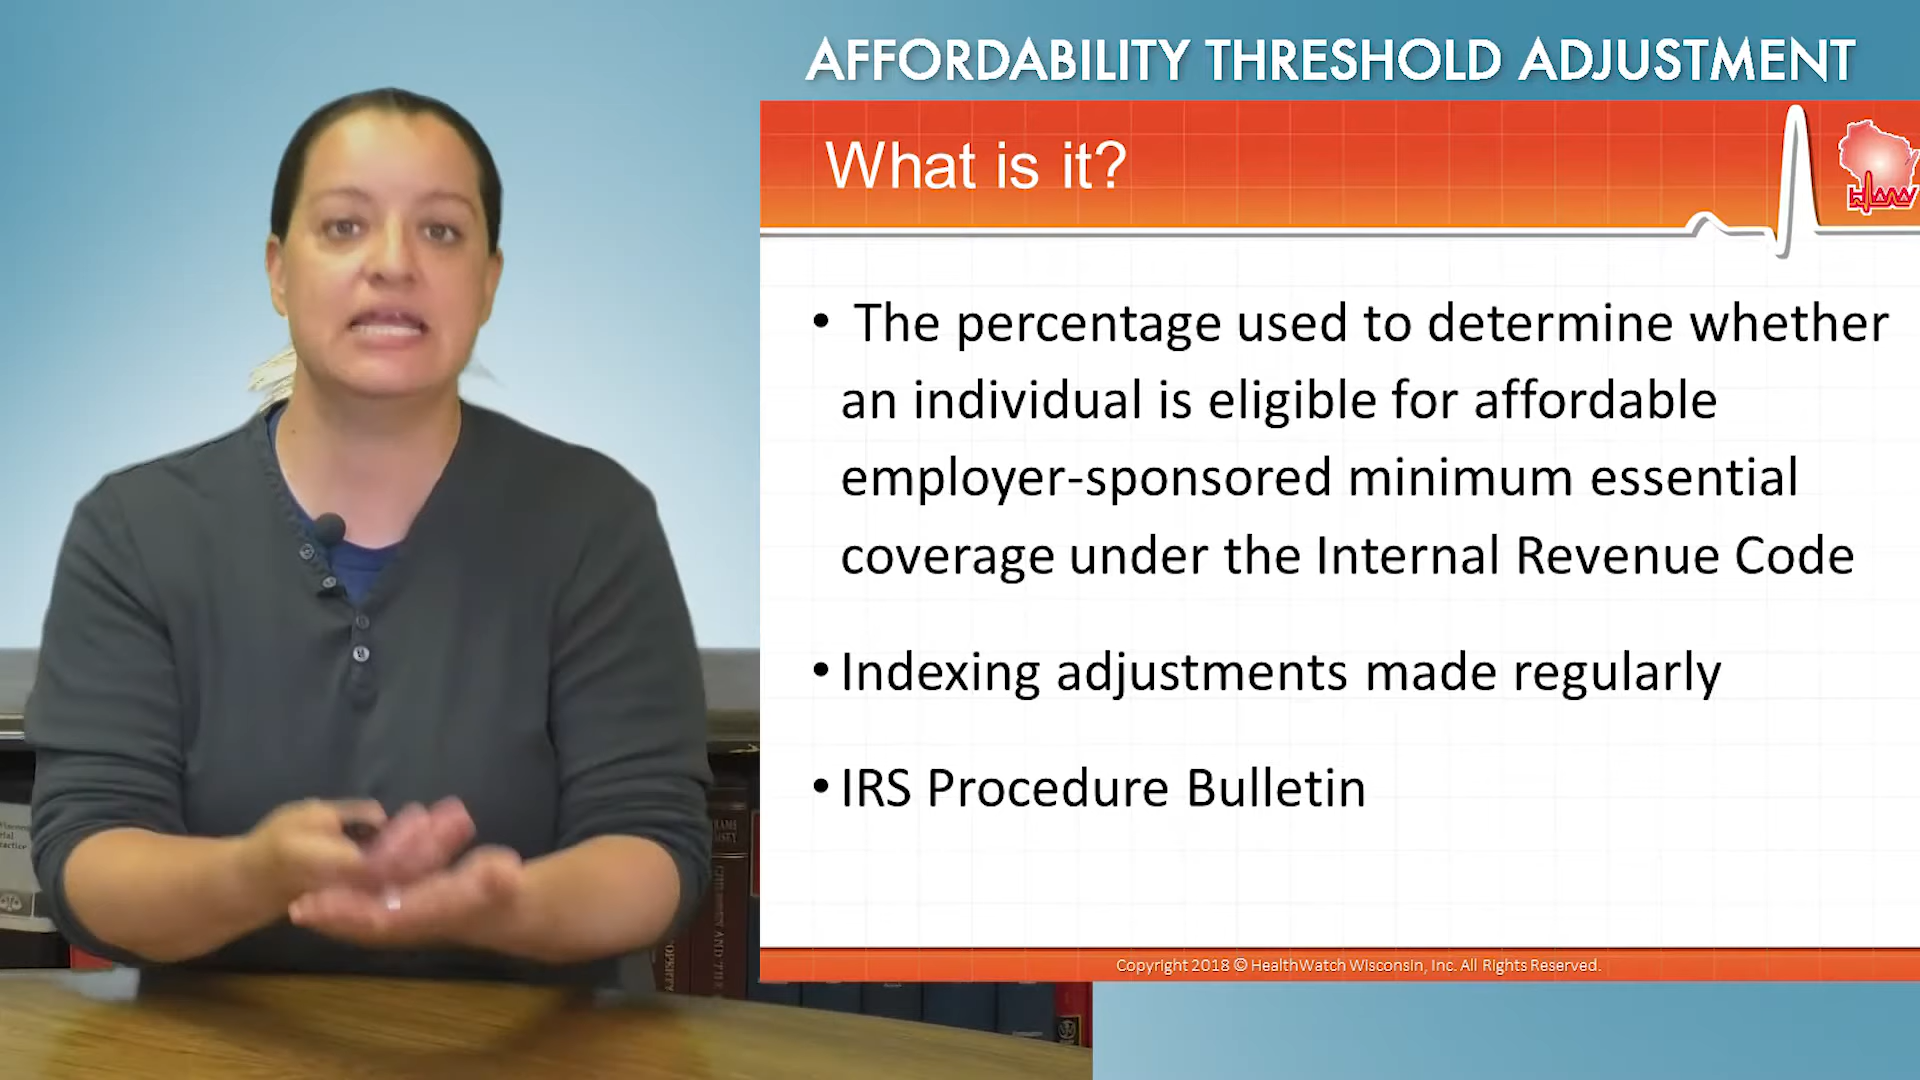 AFFORDABILITY THRESHOLD ADJUSTMENT
What is it?
• The percentage used to determine whether
an individual is eligible for affordable
employer-sponsored minimum essential
coverage under the Internal Revenue Code
• Indexing adjustments made regularly
• IRS Procedure Bulletin
Copyright 2018 © HealthWatch Wisconsin, Inc. All Rights Reserved.